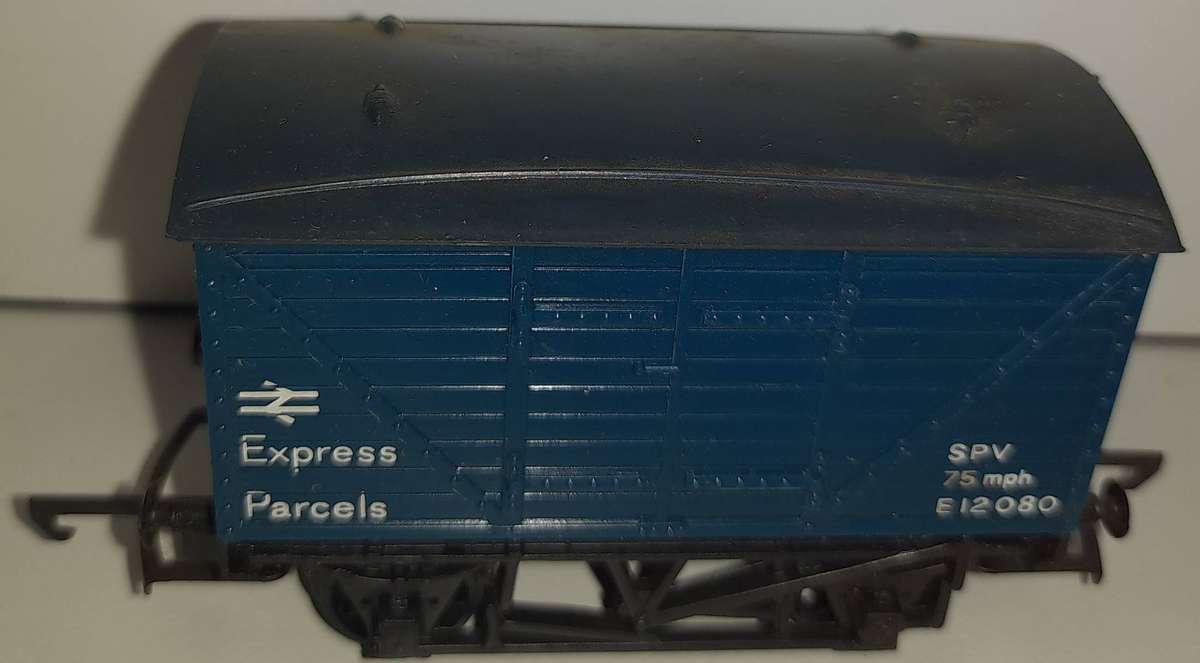 Express
Parcels
SPV
75 mph
E12080